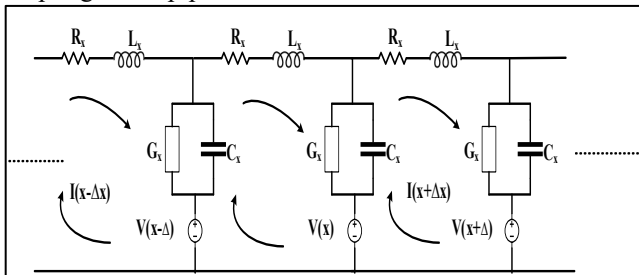 Rx Lx Rx Lx Rx Lx
Gx Cx Gx Cx Gx Cx
I(x-Δx) I(x+Δx)
V(x-Δ) V(x) V(x+Δ)